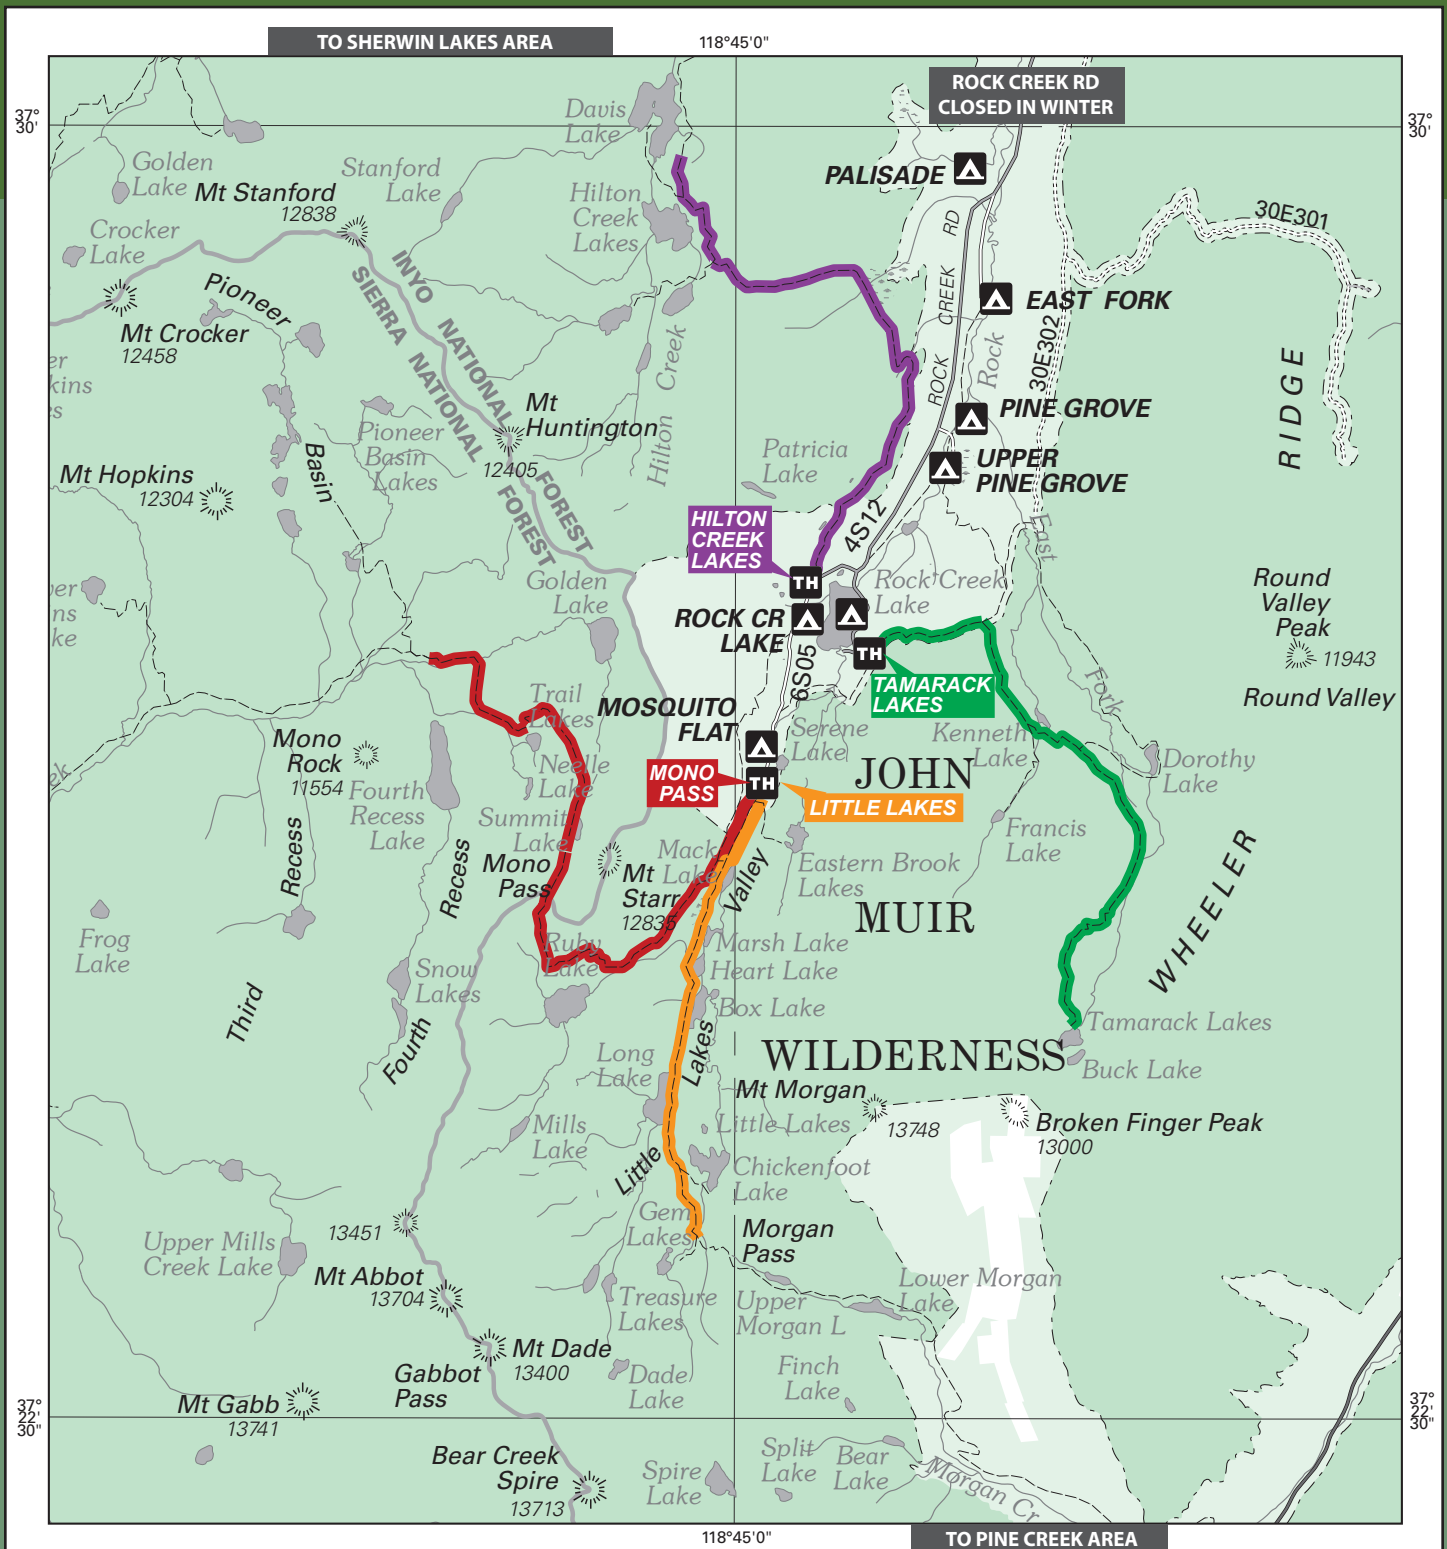 TO SHERWIN LAKES AREA
118°45'0"
ROCK CREEK RD
CLOSED IN WINTER
37°
30'
37°
30'
Davis
Lake
Golden
Lake
Mt Stanford
12838
Stanford
Lake
PALISADE
Hilton
Creek
Lakes
Crocker
Lake
INYO
NATIONAL
FOREST
SIERRA
NATIONAL
FOREST
30E301
Pioneer
Basin
Mt Crocker
12458
ROCK
CREEK
RD
EAST FORK
Rock
30E302
Hilton
Creek
er
kins
es
RIDGE
Mt
Huntington
12405
Pioneer
Basin
Lakes
PINE GROVE
UPPER
PINE GROVE
Patricia
Lake
Mt Hopkins
12304
HILTON
CREEK
LAKES
4S12
East
Fork
TH
Golden
Lake
Rock Creek
Lake
ver
ns
ke
Round
Valley
Peak
11943
Round Valley
ROCK CR
LAKE
6S05
TH
TAMARACK
LAKES
Trail
Lakes
MOSQUITO
FLAT
Serene
Lake
Kenneth
Lake
Mono
Rock
11554
Dorothy
Lake
MONO
PASS
TH
LITTLE LAKES
JOHN
MUIR
WILDERNESS
Neelle
Lake
Fourth
Recess
Lake
Summit
Lake
Mono
Pass
Francis
Lake
WHEELER
Mack
Lake
Mt
Starr
12835
Eastern Brook
Lakes
Third
Recess
Fourth
Recess
Little
Lakes
Valley
Frog
Lake
Ruby
Lake
Marsh Lake
Heart Lake
Snow
Lakes
Box Lake
Tamarack Lakes
Buck Lake
Long
Lake
Mt Morgan
13748
Broken Finger Peak
13000
Mills
Lake
Little Lakes
Chickenfoot
Lake
Gem
Lakes
Morgan
Pass
13451
Upper Mills
Creek Lake
Mt Abbot
13704
Treasure
Lakes
Upper
Morgan L
Lower Morgan
Lake
Mt Dade
13400
Gabbot
Pass
Dade
Lake
Finch
Lake
Mt Gabb
13741
37°
22'
30"
37°
22'
30"
Bear Creek
Spire
13713
Spire
Lake
Split
Lake
Bear
Lake
Morgan Cr
118°45'0"
TO PINE CREEK AREA